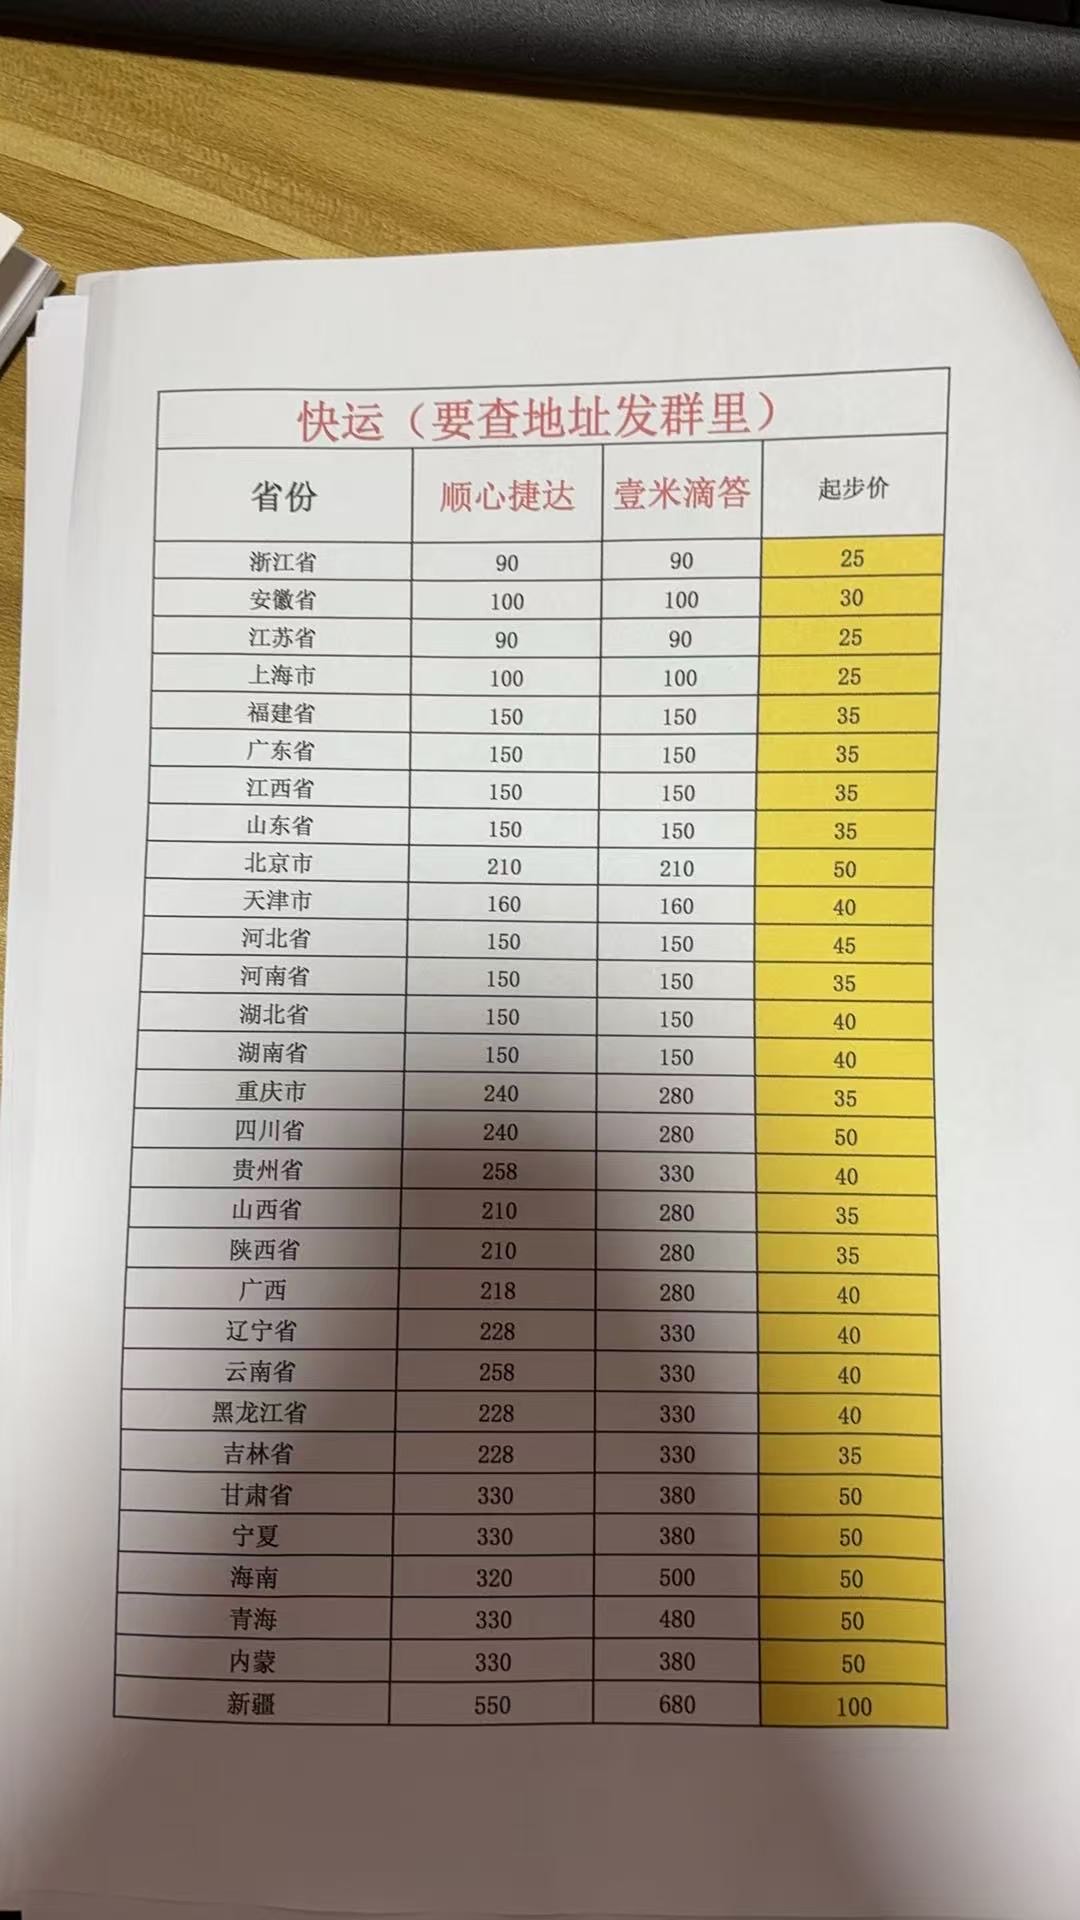 快运（要查地址发群里）
省份 顺心捷达 壹米滴答 起步价
浙江省 90 90 25
安徽省 100 100 30
江苏省 90 90 25
上海市 100 100 25
福建省 150 150 35
广东省 150 150 35
江西省 150 150 35
山东省 150 150 35
北京市 210 210 50
天津市 160 160 40
河北省 150 150 45
河南省 150 150 35
湖北省 150 150 40
湖南省 150 150 40
重庆市 240 280 35
四川省 240 280 50
贵州省 258 330 40
山西省 210 280 35
陕西省 210 280 35
广西 218 280 40
辽宁省 228 330 40
云南省 258 330 40
黑龙江省 228 330 40
吉林省 228 330 35
甘肃省 330 380 50
宁夏 330 380 50
海南 320 500 50
青海 330 480 50
内蒙 330 380 50
新疆 550 680 100